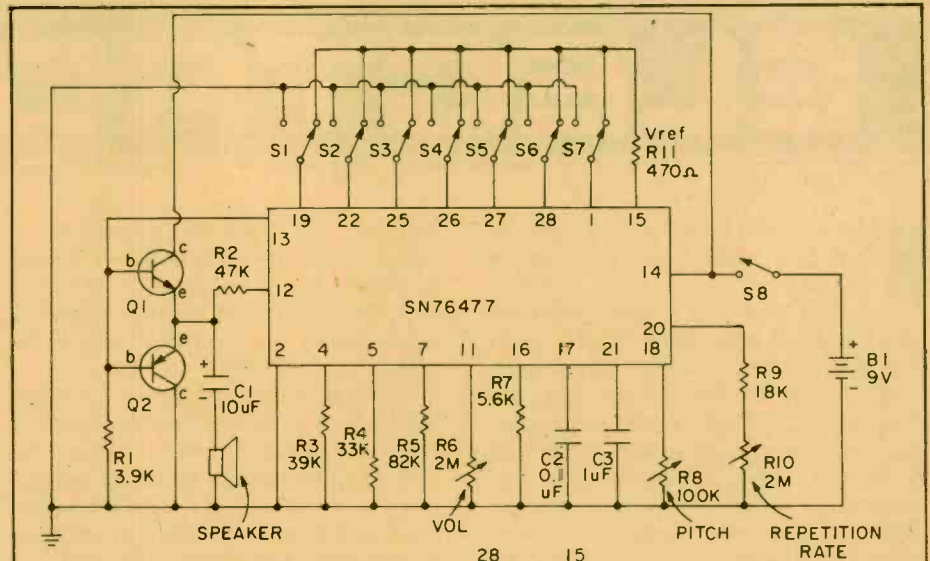 Vref
R11
470Ω
S1 S2 S3 S4 S5 S6 S7
19 22 25 26 27 28 1 15
13
b c
e
Q1
R2
47K
12
SN76477
14
S8
20
e
b
c
Q2
+
C1
10uF
-
2 4 5 7 11 16 17 21 18
R1
3.9K
R3
39K
R4
33K
R5
82K
R6
2M
R7
5.6K
C2
0.1
uF
C3
1uF
R8
100K
R9
18K
R10
2M
+
B1
9V
-
SPEAKER
VOL
PITCH
REPETITION
RATE
28 15